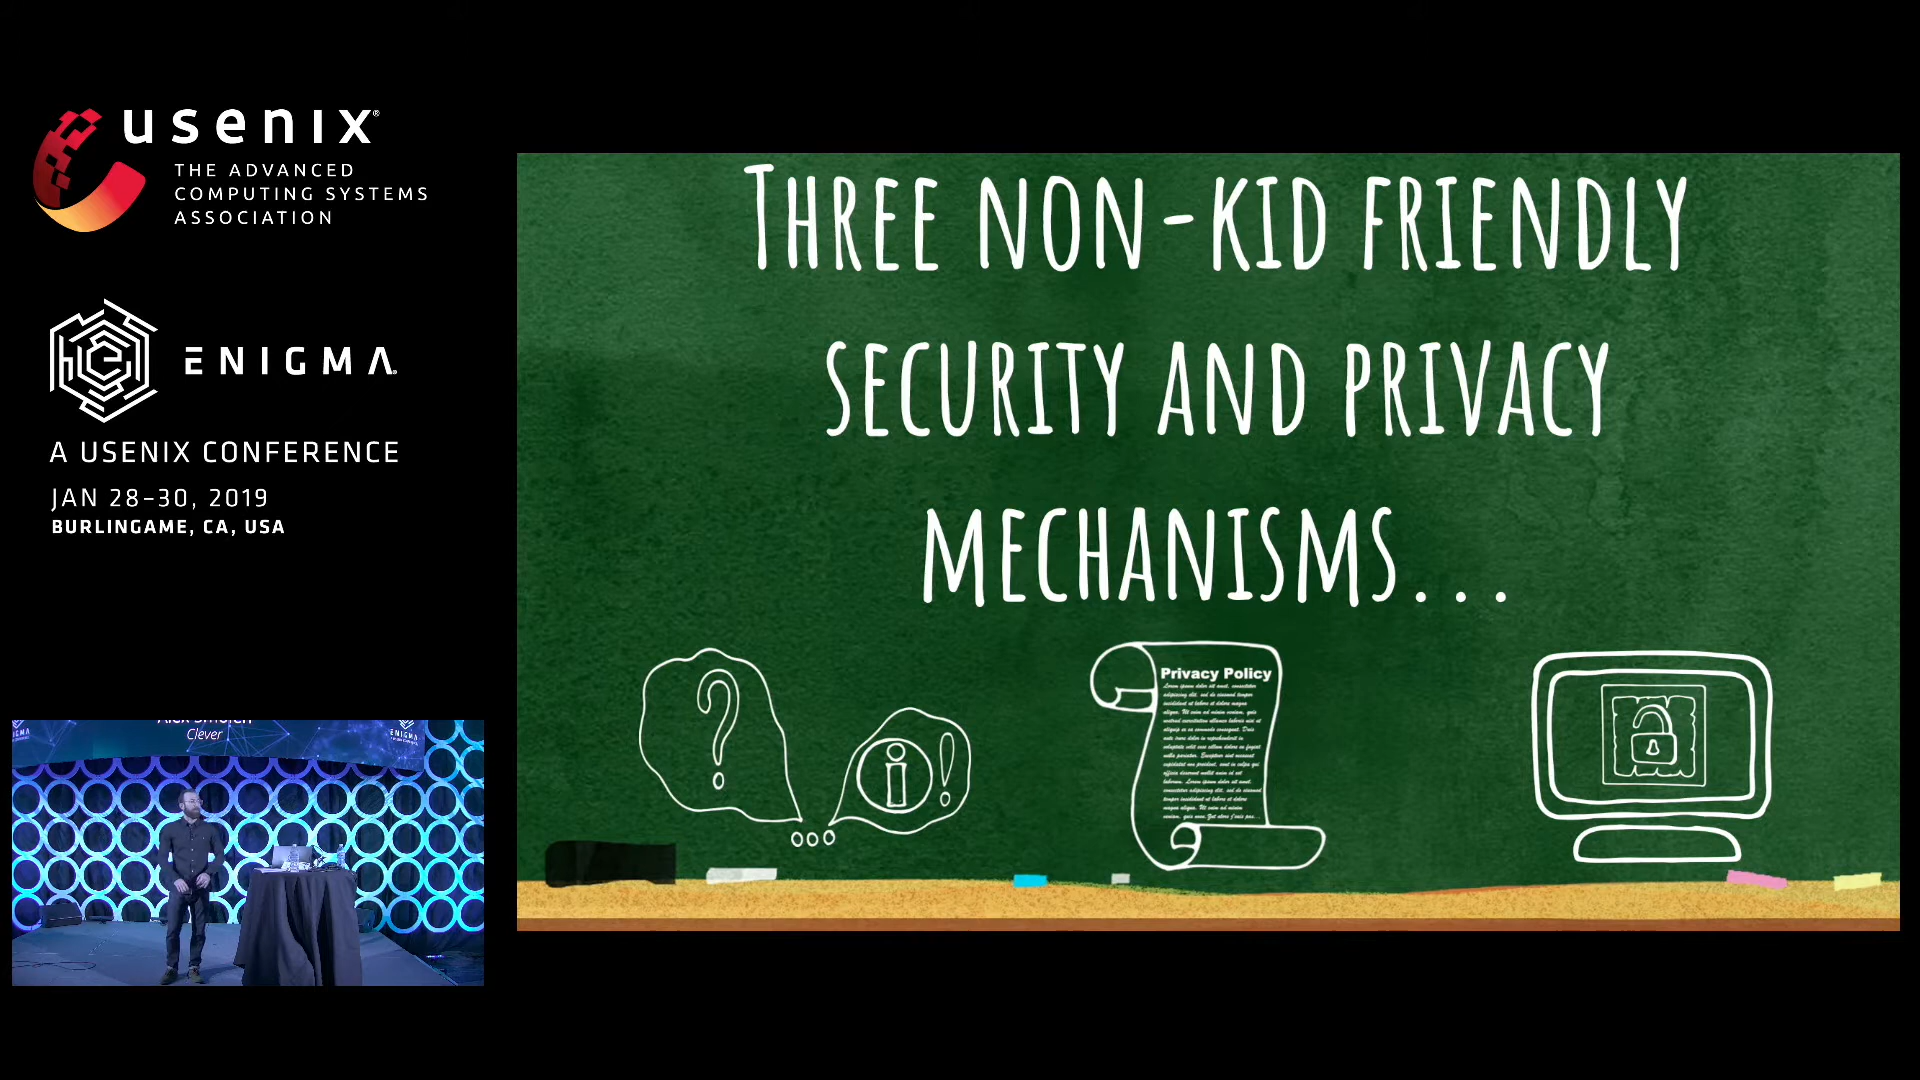 usenix®
THE ADVANCED
COMPUTING SYSTEMS
ASSOCIATION
ENIGMA
A USENIX CONFERENCE
JAN 28–30, 2019
BURLINGAME, CA, USA
Clever
ENIGMA
THREE NON-KID FRIENDLY
SECURITY AND PRIVACY
MECHANISMS...
?
i !
Privacy Policy